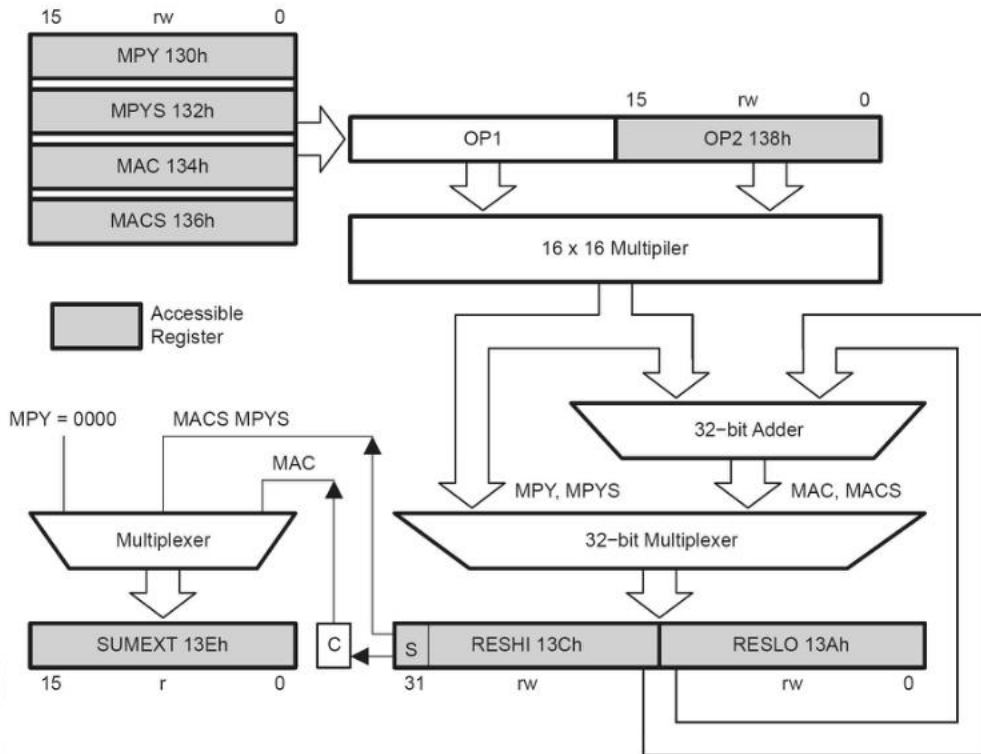 15 rw 0
MPY 130h
MPYS 132h
MAC 134h
MACS 136h
15 rw 0
OP1 OP2 138h
16 x 16 Multipiler
Accessible
Register
32-bit Adder
MPY = 0000 MACS MPYS
MAC
MPY, MPYS MAC, MACS
Multiplexer
32-bit Multiplexer
SUMEXT 13Eh C S RESHI 13Ch RESLO 13Ah
15 r 0 31 rw rw 0